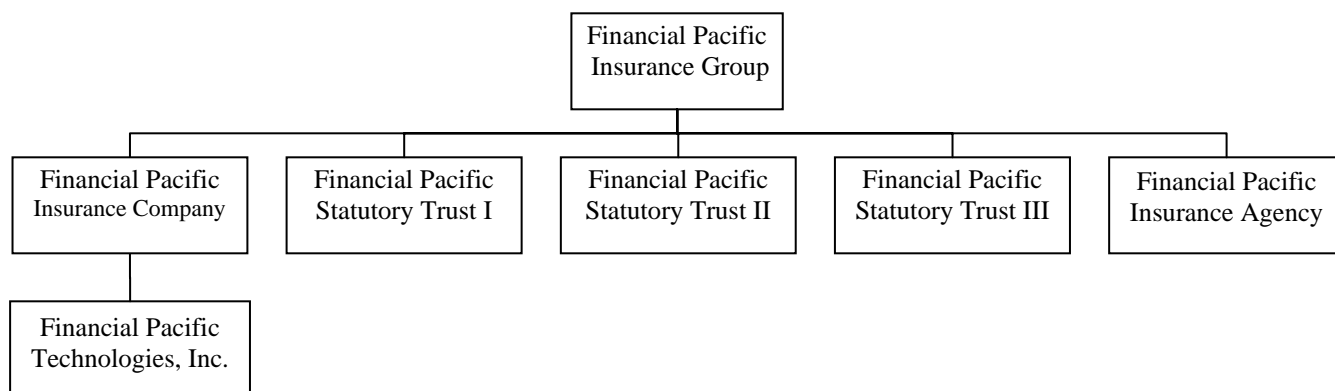 Financial Pacific
Insurance Group
Financial Pacific
Insurance Company
Financial Pacific
Statutory Trust I
Financial Pacific
Statutory Trust II
Financial Pacific
Statutory Trust III
Financial Pacific
Insurance Agency
Financial Pacific
Technologies, Inc.